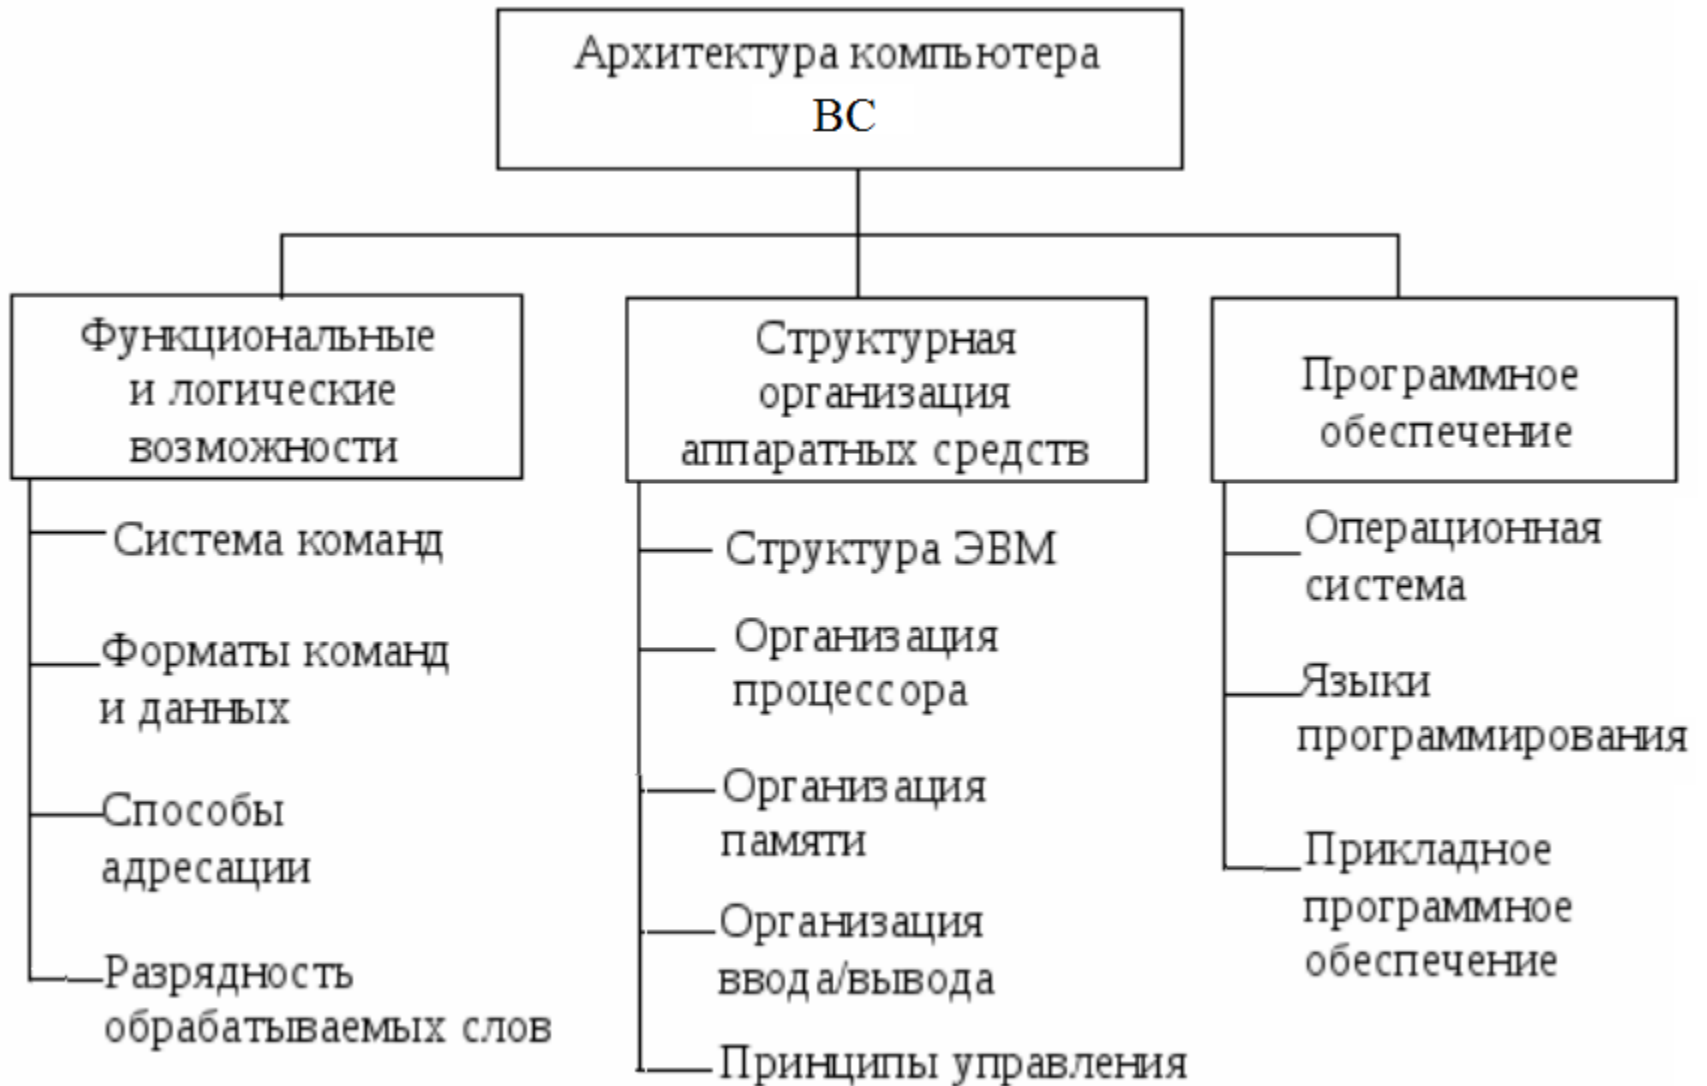 Архитектура компьютера
ВС
Функциональные
и логические
возможности
Система команд
Форматы команд
и данных
Способы
адресации
Разрядность
обрабатываемых слов
Структурная
организация
аппаратных средств
Структура ЭВМ
Организация
процессора
Организация
памяти
Организация
ввода/вывода
Принципы управления
Программное
обеспечение
Операционная
система
Языки
программирования
Прикладное
программное
обеспечение